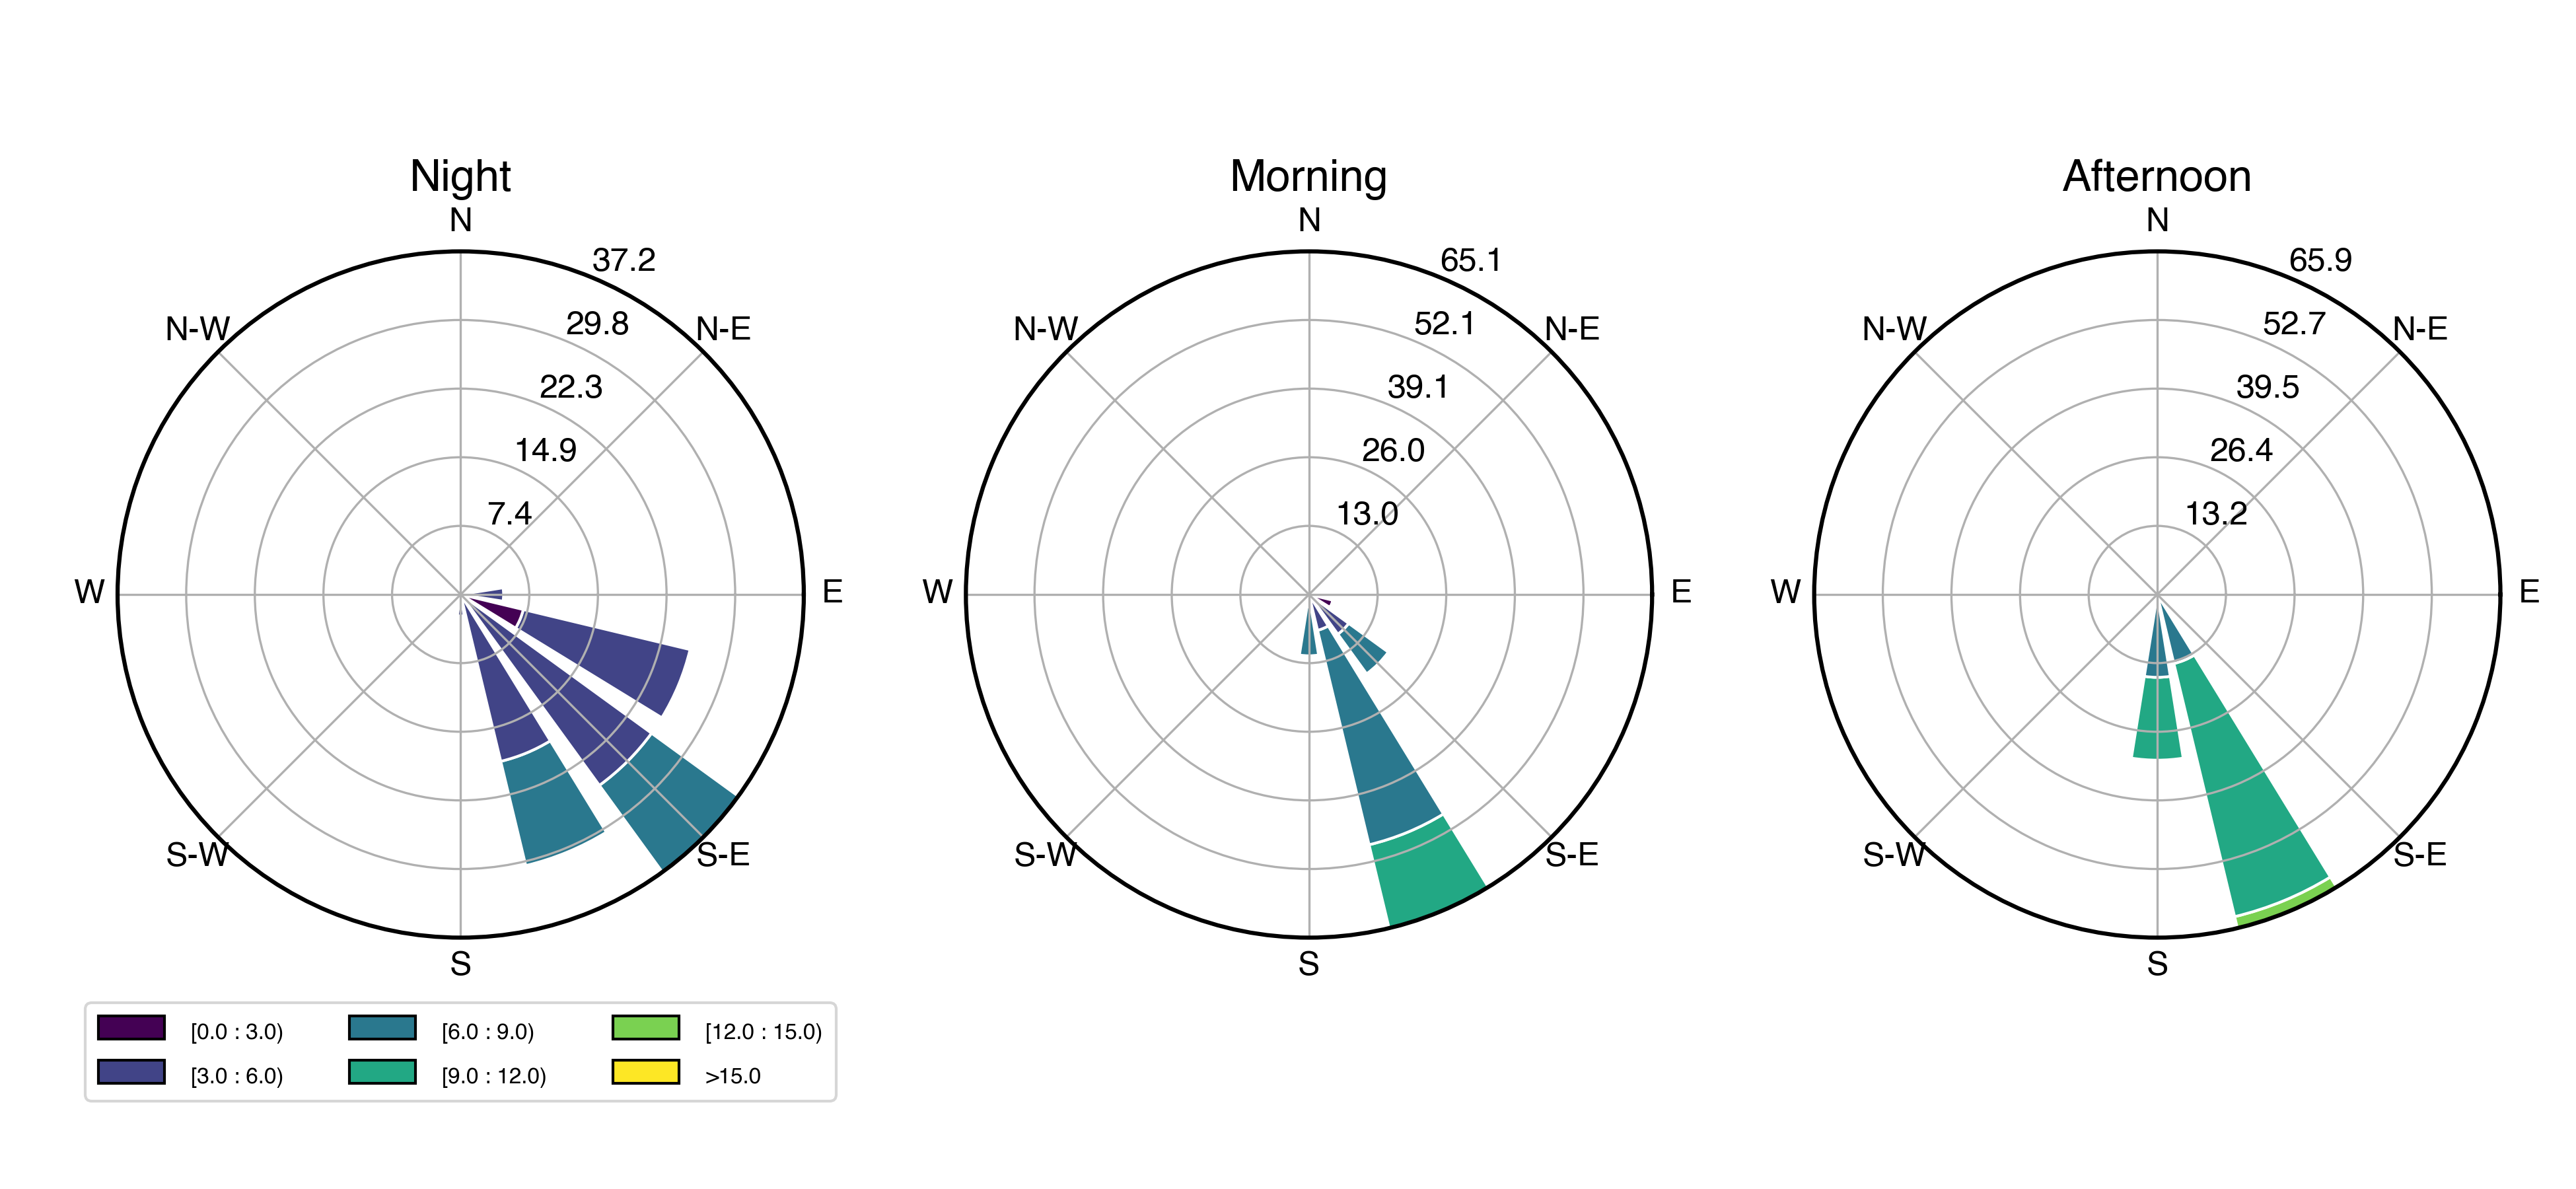 Night
N
37.2
29.8
22.3
14.9
7.4
N-W
N-E
W
E
S-W
S-E
S
Morning
N
65.1
52.1
39.1
26.0
13.0
N-W
N-E
W
E
S-W
S-E
S
Afternoon
N
65.9
52.7
39.5
26.4
13.2
N-W
N-E
W
E
S-W
S-E
S
[0.0 : 3.0)
[3.0 : 6.0)
[6.0 : 9.0)
[9.0 : 12.0)
[12.0 : 15.0)
>15.0